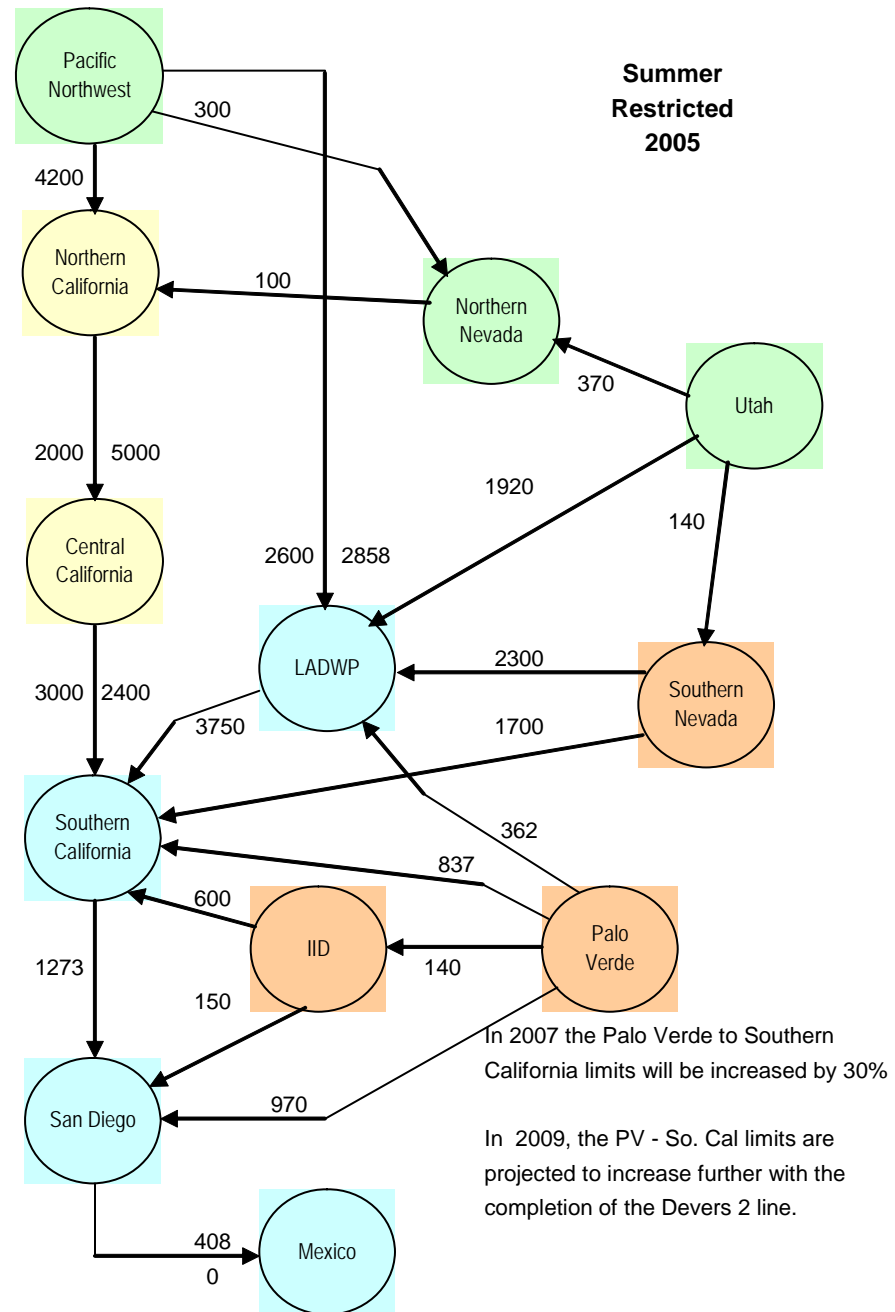 Pacific
Northwest
Summer
Restricted
2005
300
4200
Northern
California
100
Northern
Nevada
370
Utah
2000 5000
1920
140
Central
California
2600 2858
LADWP
2300
Southern
Nevada
3000 2400
3750
1700
Southern
California
362
837
600
IID
140
Palo
Verde
1273
150
In 2007 the Palo Verde to Southern
California limits will be increased by 30%
San Diego
970
In 2009, the PV - So. Cal limits are
projected to increase further with the
completion of the Devers 2 line.
408
0
Mexico